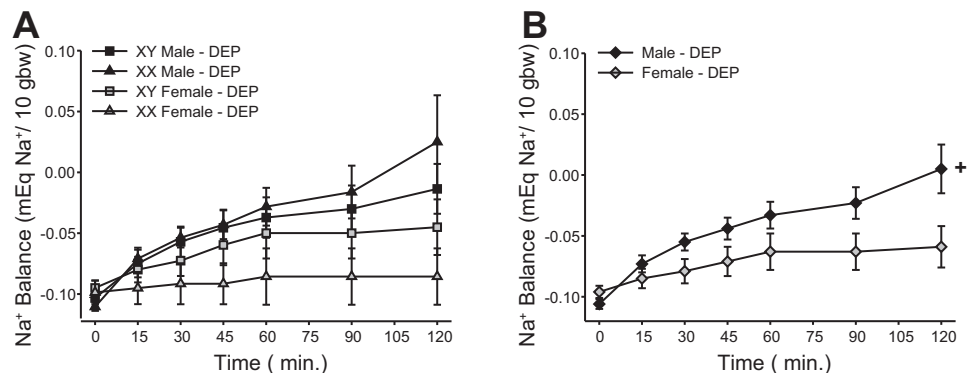 A
Na⁺ Balance (mEq Na⁺/ 10 gbw)
XY Male - DEP
XX Male - DEP
XY Female - DEP
XX Female - DEP
0.10
0.05
0.00
-0.05
-0.10
0 15 30 45 60 75 90 105 120
Time ( min.)
B
Na⁺ Balance (mEq Na⁺/ 10 gbw)
Male - DEP
Female - DEP
0.10
0.05
0.00
-0.05
-0.10
+
0 15 30 45 60 75 90 105 120
Time ( min.)